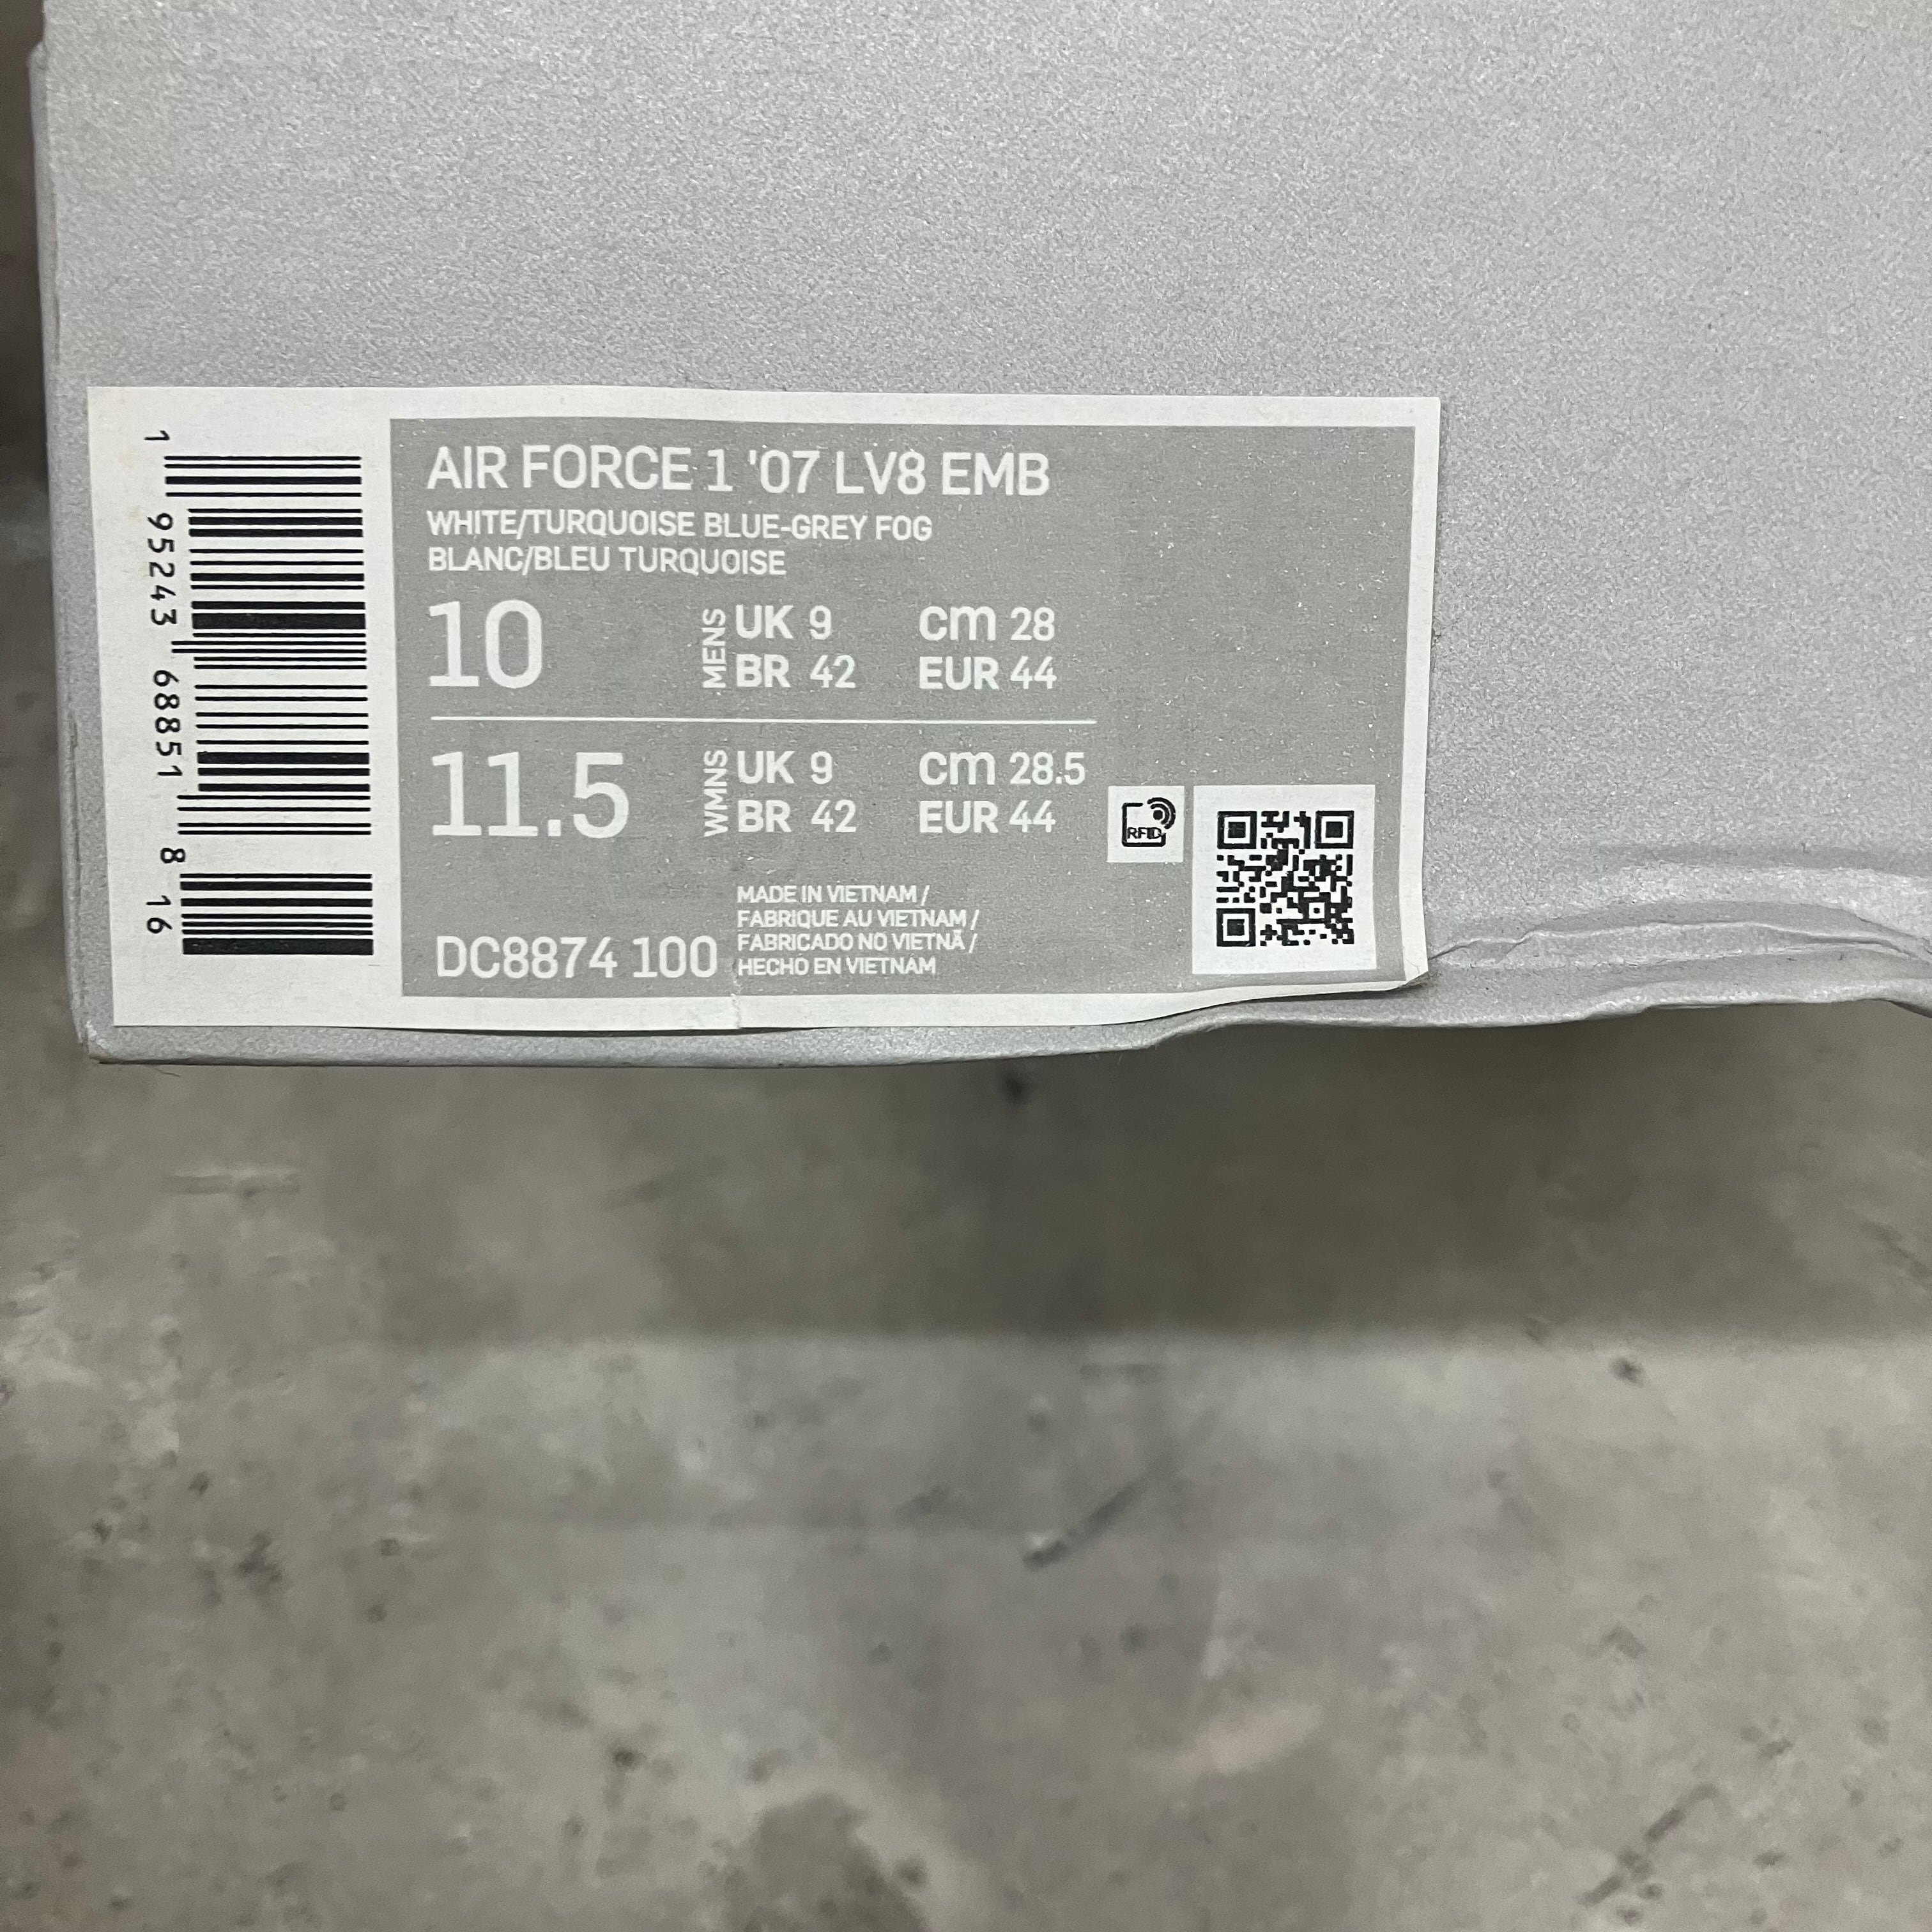 1 95243 68851 8 16
AIR FORCE 1 '07 LV8 EMB
WHITE/TURQUOISE BLUE-GREY FOG
BLANC/BLEU TURQUOISE
10 MENS UK 9 cm 28
BR 42 EUR 44
11.5 WMNS UK 9 cm 28.5
BR 42 EUR 44
RFID
MADE IN VIETNAM /
FABRIQUE AU VIETNAM /
FABRICADO NO VIETNÃ /
HECHO EN VIETNAM
DC8874 100